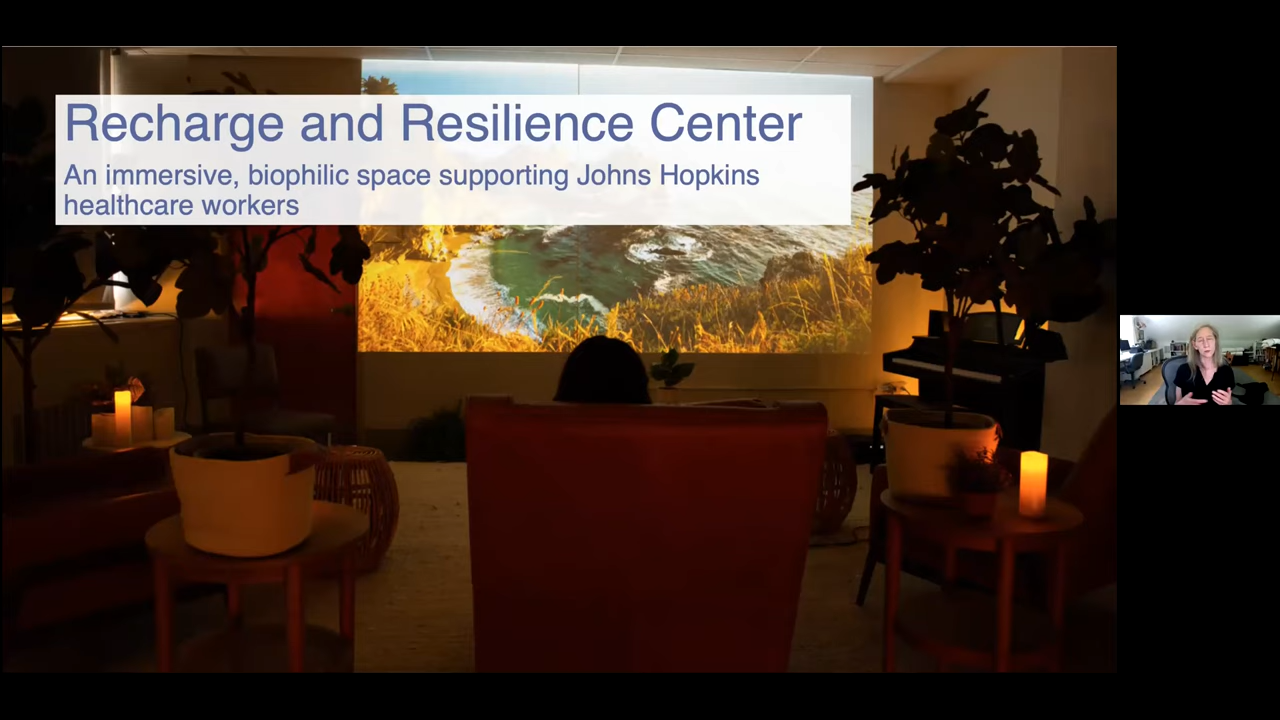 Recharge and Resilience Center
An immersive, biophilic space supporting Johns Hopkins
healthcare workers